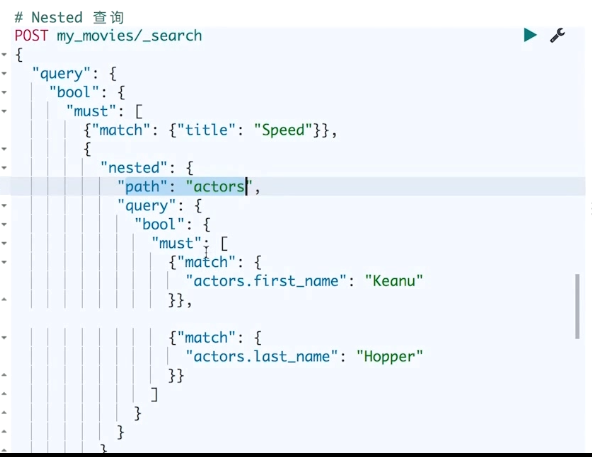 # Nested 查询
POST my_movies/_search
{
"query": {
"bool": {
"must": [
{"match": {"title": "Speed"}},
{
"nested": {
"path": "actors",
"query": {
"bool": {
"must": [
{"match": {
"actors.first_name": "Keanu"
}},
{"match": {
"actors.last_name": "Hopper"
}}
]
}
}
}